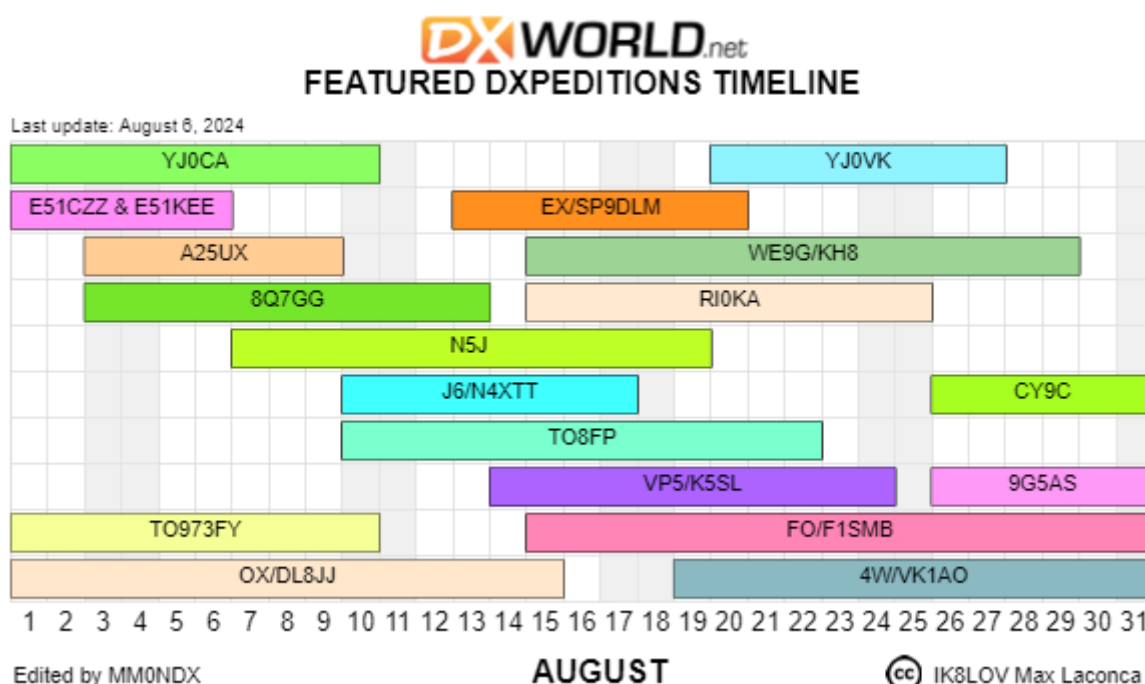 DX WORLD.net
FEATURED DXPEDITIONS TIMELINE
Last update: August 6, 2024
YJ0CA YJ0VK
E51CZZ & E51KEE EX/SP9DLM
A25UX WE9G/KH8
8Q7GG RI0KA
N5J
J6/N4XTT CY9C
TO8FP
VP5/K5SL 9G5AS
TO973FY FO/F1SMB
OX/DL8JJ 4W/VK1AO
1 2 3 4 5 6 7 8 9 10 11 12 13 14 15 16 17 18 19 20 21 22 23 24 25 26 27 28 29 30 31
Edited by MM0NDX AUGUST cc IK8LOV Max Laconca